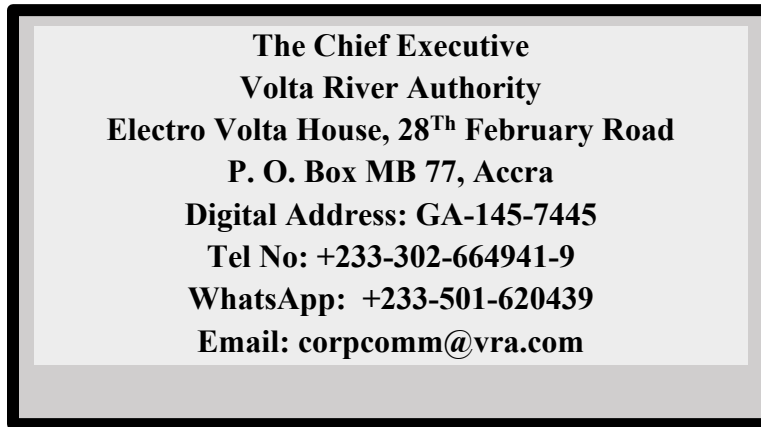 The Chief Executive
Volta River Authority
Electro Volta House, 28Th February Road
P. O. Box MB 77, Accra
Digital Address: GA-145-7445
Tel No: +233-302-664941-9
WhatsApp: +233-501-620439
Email: corpcomm@vra.com